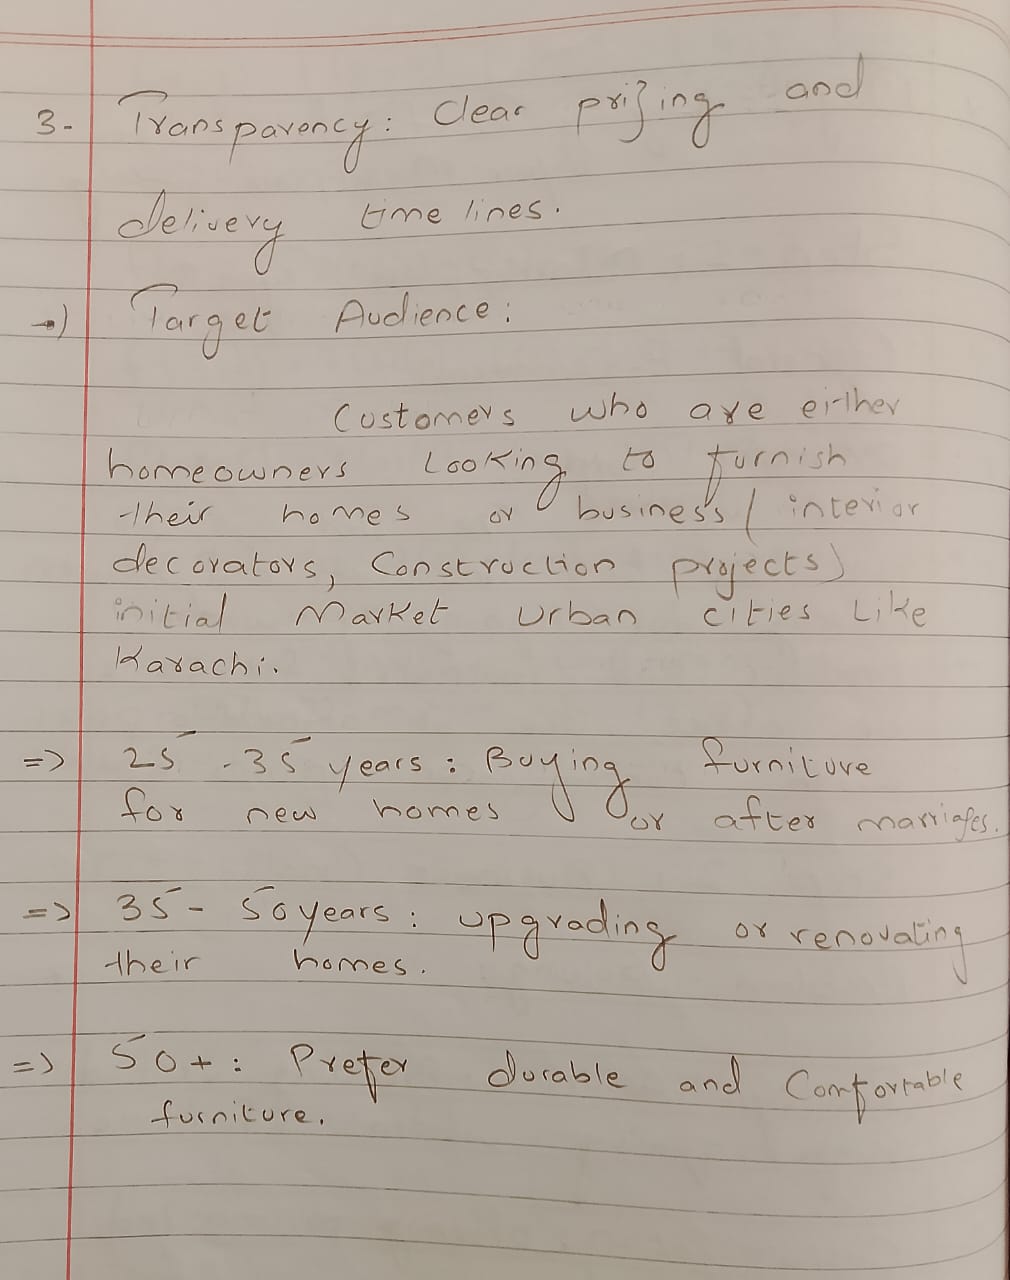 3- Transparency: Clear prizing and
delivery time lines.
→) Target Audience:
Customers who are either
homeowners Looking to furnish
their homes or business ( interior
decorators, Construction projects)
initial Market Urban cities Like
Karachi.
=> 25 - 35 years : Buying furniture
for new homes or after marriages.
=> 35 - 50 years : upgrading or renovating
their homes.
=> 50+ : Prefer durable and Comfortable
furniture.